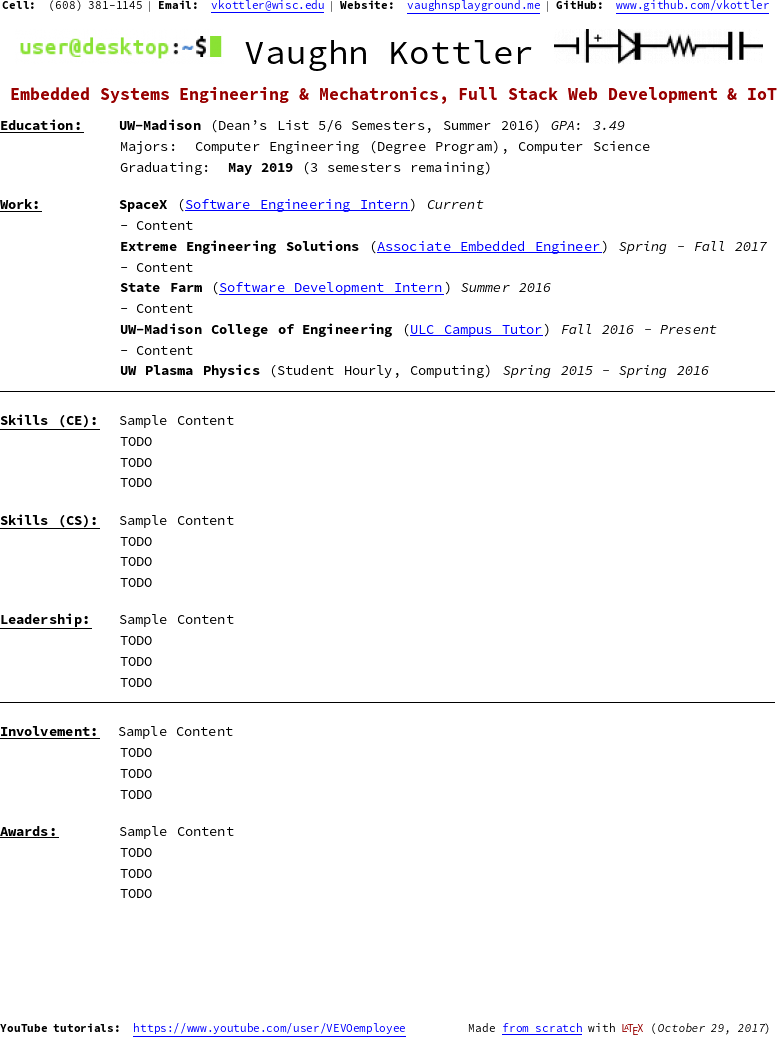 Cell: (608) 381-1145 | Email: vkottler@wisc.edu | Website: vaughnsplayground.me | GitHub: www.github.com/vkottler
user@desktop:~$ Vaughn Kottler +
Embedded Systems Engineering & Mechatronics, Full Stack Web Development & IoT
Education: UW-Madison (Dean's List 5/6 Semesters, Summer 2016) GPA: 3.49
Majors: Computer Engineering (Degree Program), Computer Science
Graduating: May 2019 (3 semesters remaining)
Work: SpaceX (Software Engineering Intern) Current
- Content
Extreme Engineering Solutions (Associate Embedded Engineer) Spring - Fall 2017
- Content
State Farm (Software Development Intern) Summer 2016
- Content
UW-Madison College of Engineering (ULC Campus Tutor) Fall 2016 - Present
- Content
UW Plasma Physics (Student Hourly, Computing) Spring 2015 - Spring 2016
Skills (CE): Sample Content
TODO
TODO
TODO
Skills (CS): Sample Content
TODO
TODO
TODO
Leadership: Sample Content
TODO
TODO
TODO
Involvement: Sample Content
TODO
TODO
TODO
Awards: Sample Content
TODO
TODO
TODO
YouTube tutorials: https://www.youtube.com/user/VEVOemployee Made from scratch with LATEX (October 29, 2017)